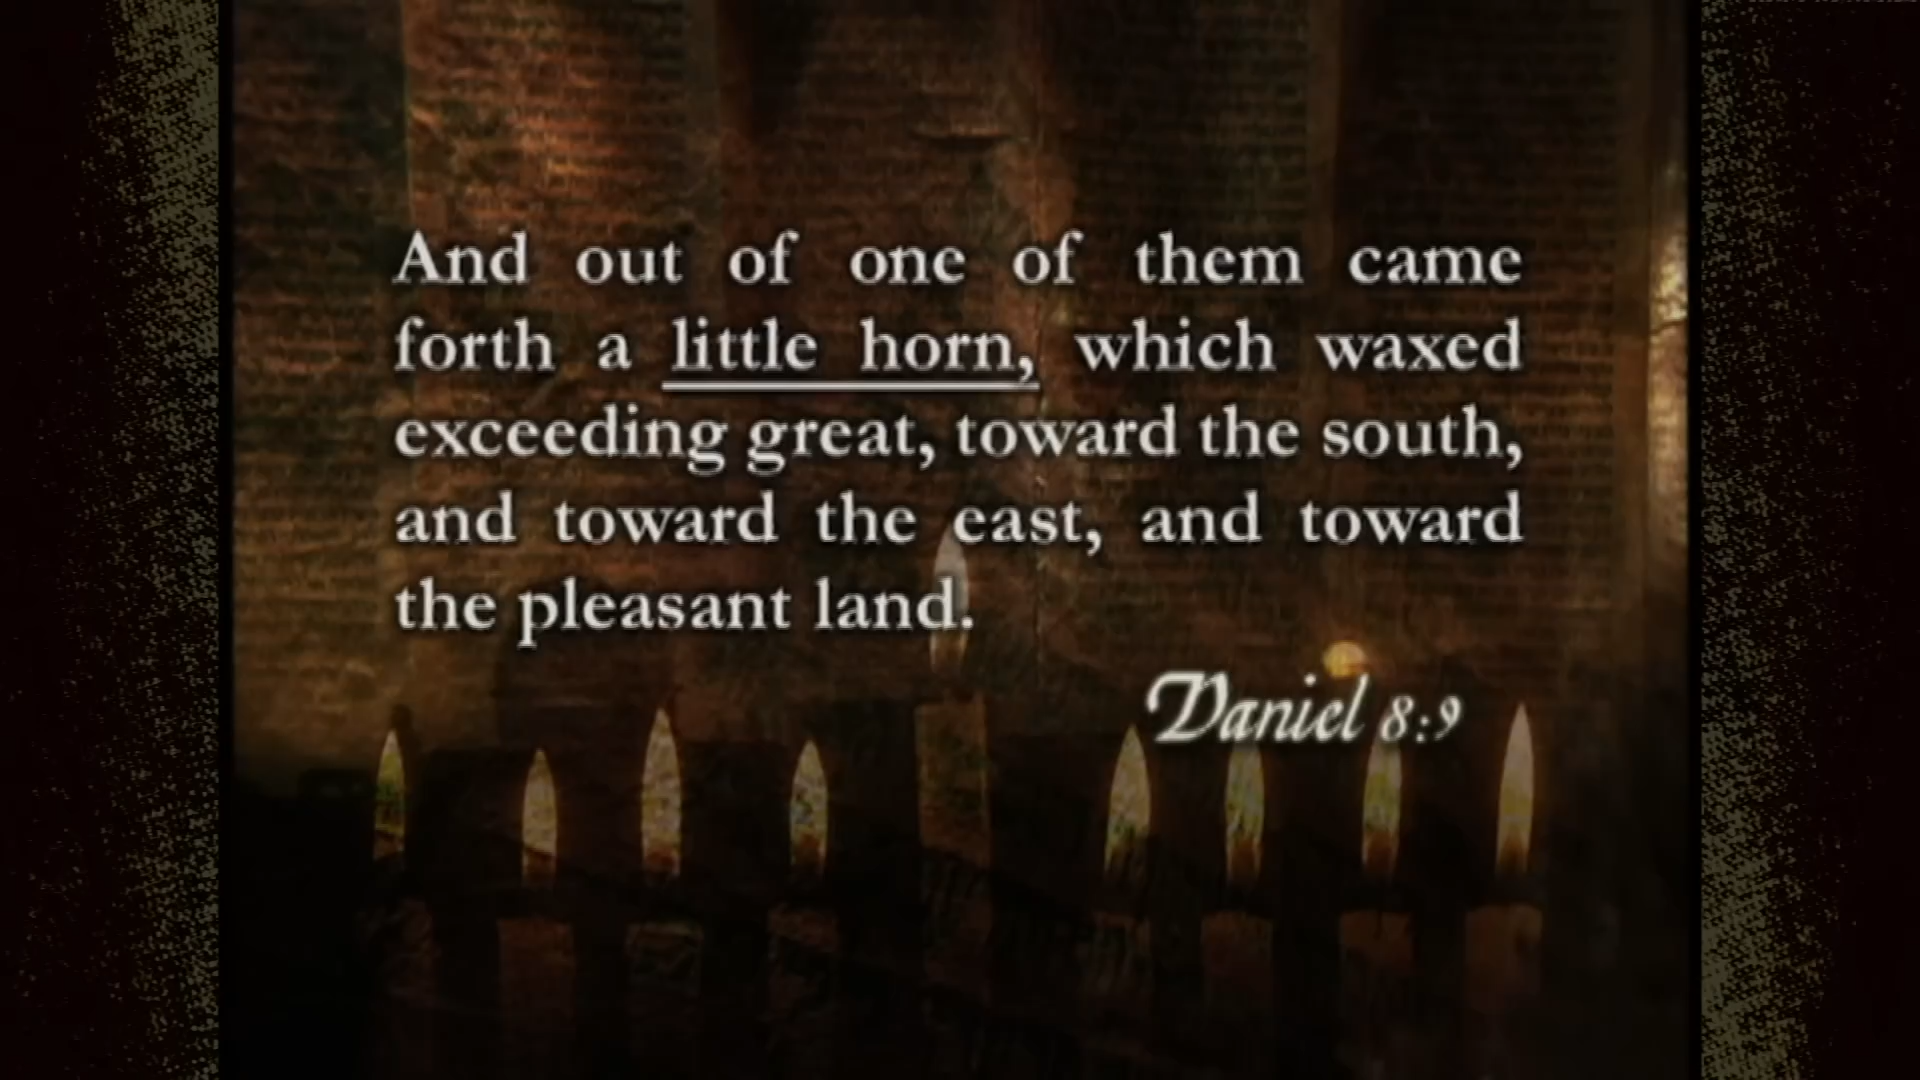 And out of one of them came
forth a little horn, which waxed
exceeding great, toward the south,
and toward the east, and toward
the pleasant land.
Daniel 8:9